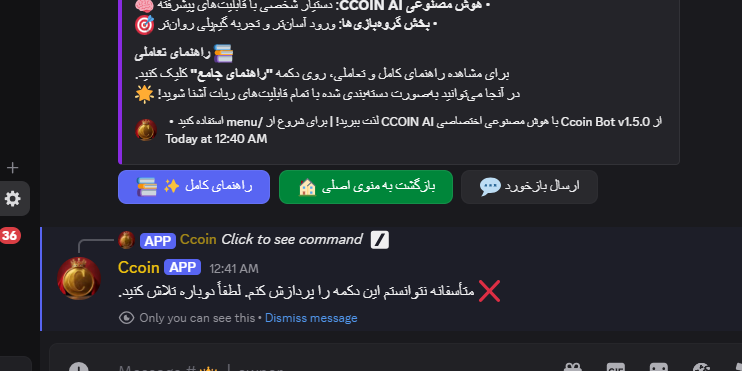 • هوش مصنوعی CCOIN AI: دستیار شخصی با قابلیت‌های پیشرفته 🧠
• بخش گروه‌بازی‌ها: ورود آسان‌تر و تجربه گیم‌پلی روان‌تر 🎯
راهنمای تعاملی 📚
برای مشاهده راهنمای کامل و تعاملی، روی دکمه "راهنمای جامع" کلیک کنید.
در آنجا می‌توانید به‌صورت دسته‌بندی شده با تمام قابلیت‌های ربات آشنا شوید! 🌟
از Ccoin Bot v1.5.0 با هوش مصنوعی اختصاصی CCOIN AI لذت ببرید! | برای شروع از /menu استفاده کنید •
Today at 12:40 AM
راهنمای کامل ✨ 📚
بازگشت به منوی اصلی 🏠
ارسال بازخورد 💬
36
APP Ccoin Click to see command
Ccoin APP 12:41 AM
متأسفانه نتوانستم این دکمه را پردازش کنم. لطفاً دوباره تلاش کنید. ❌
Only you can see this • Dismiss message
Message #